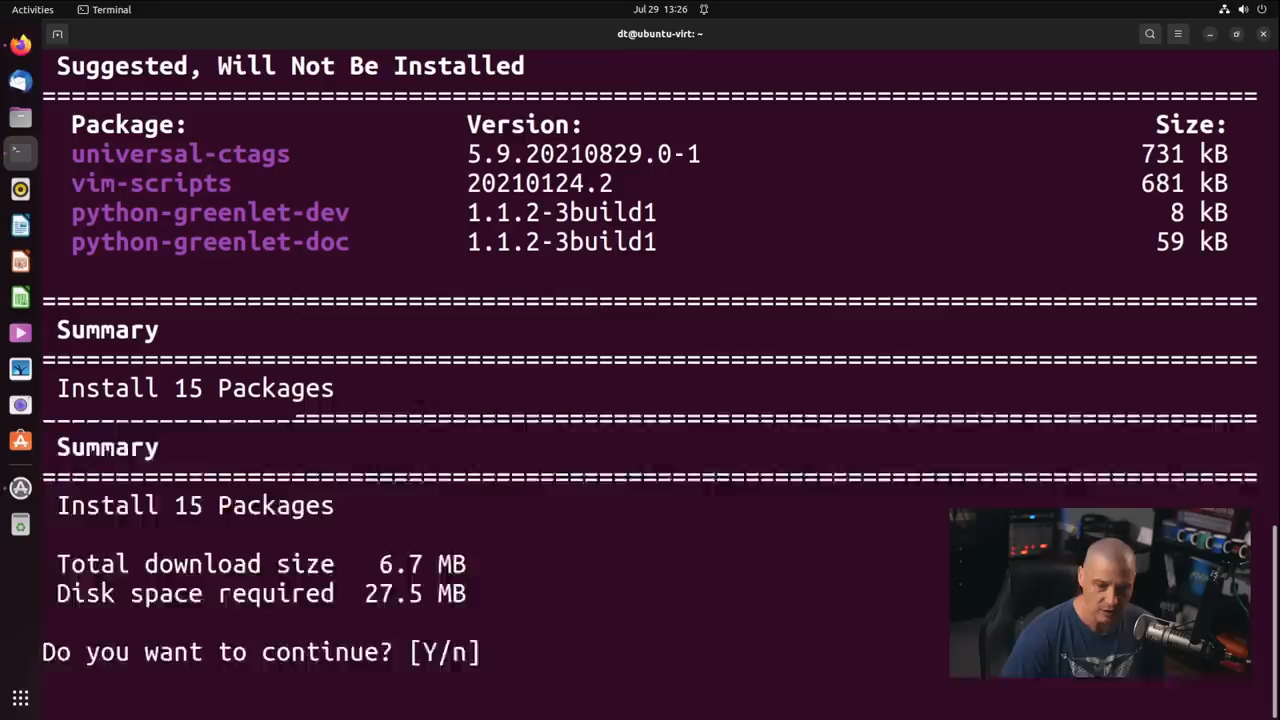 Activities
Terminal
Jul 29 13:26
dt@ubuntu-virt: ~
Suggested, Will Not Be Installed
Package: Version: Size:
universal-ctags 5.9.20210829.0-1 731 kB
vim-scripts 20210124.2 681 kB
python-greenlet-dev 1.1.2-3build1 8 kB
python-greenlet-doc 1.1.2-3build1 59 kB
Summary
Install 15 Packages
Summary
Install 15 Packages
Total download size 6.7 MB
Disk space required 27.5 MB
Do you want to continue? [Y/n]